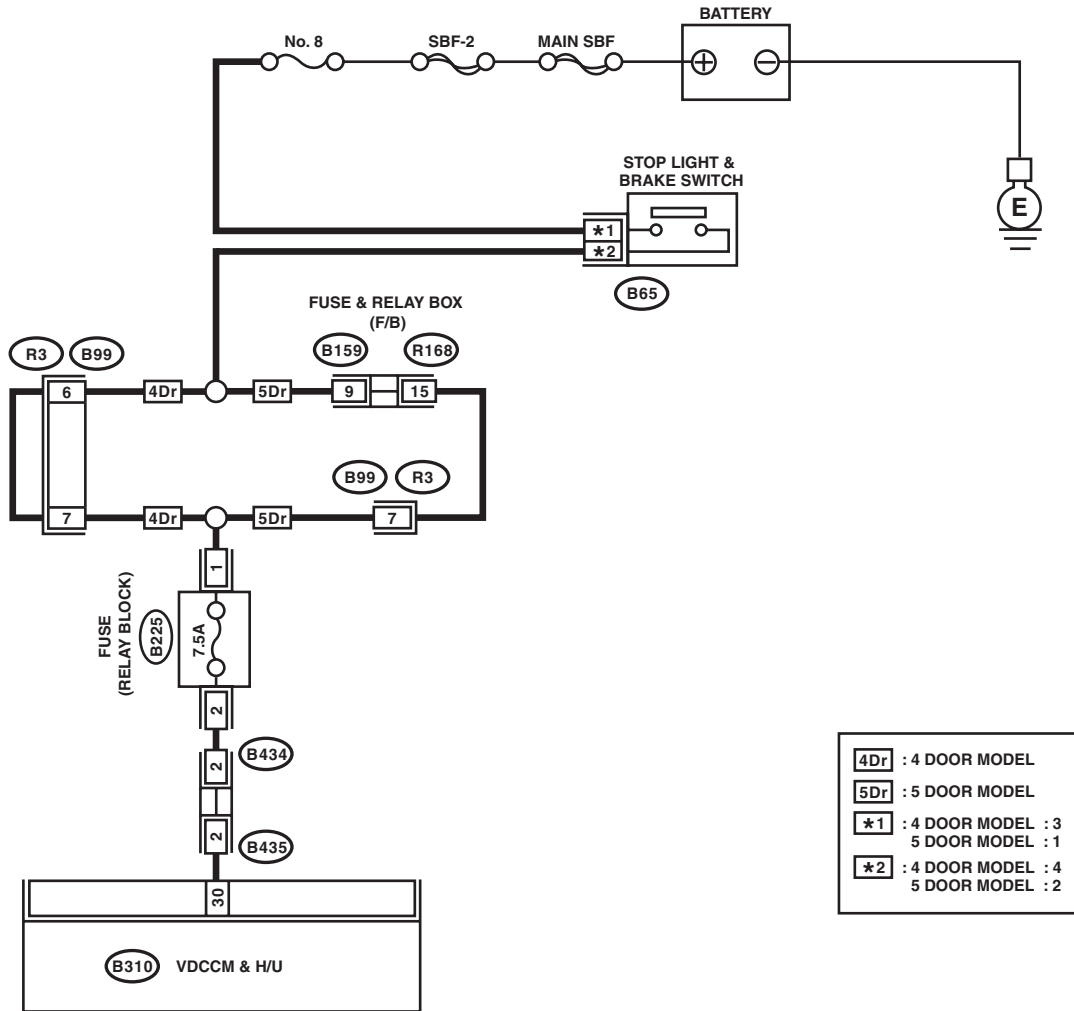 BATTERY
No. 8
SBF-2
MAIN SBF
STOP LIGHT &
BRAKE SWITCH
E
*1
*2
B65
FUSE & RELAY BOX
(F/B)
R3
B99
B159
R168
6
4Dr
5Dr
9
15
B99
R3
7
4Dr
5Dr
7
1
FUSE
(RELAY BLOCK)
B225
7.5A
2
2
B434
2
B435
30
B310
VDCCM & H/U
4Dr : 4 DOOR MODEL
5Dr : 5 DOOR MODEL
*1 : 4 DOOR MODEL : 3
5 DOOR MODEL : 1
*2 : 4 DOOR MODEL : 4
5 DOOR MODEL : 2